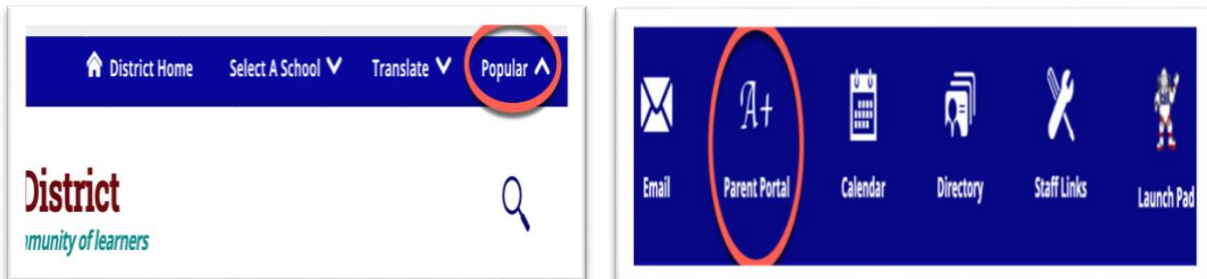 District Home Select A School Translate Popular
District
munity of learners
A+
Email Parent Portal Calendar Directory Staff Links Launch Pad